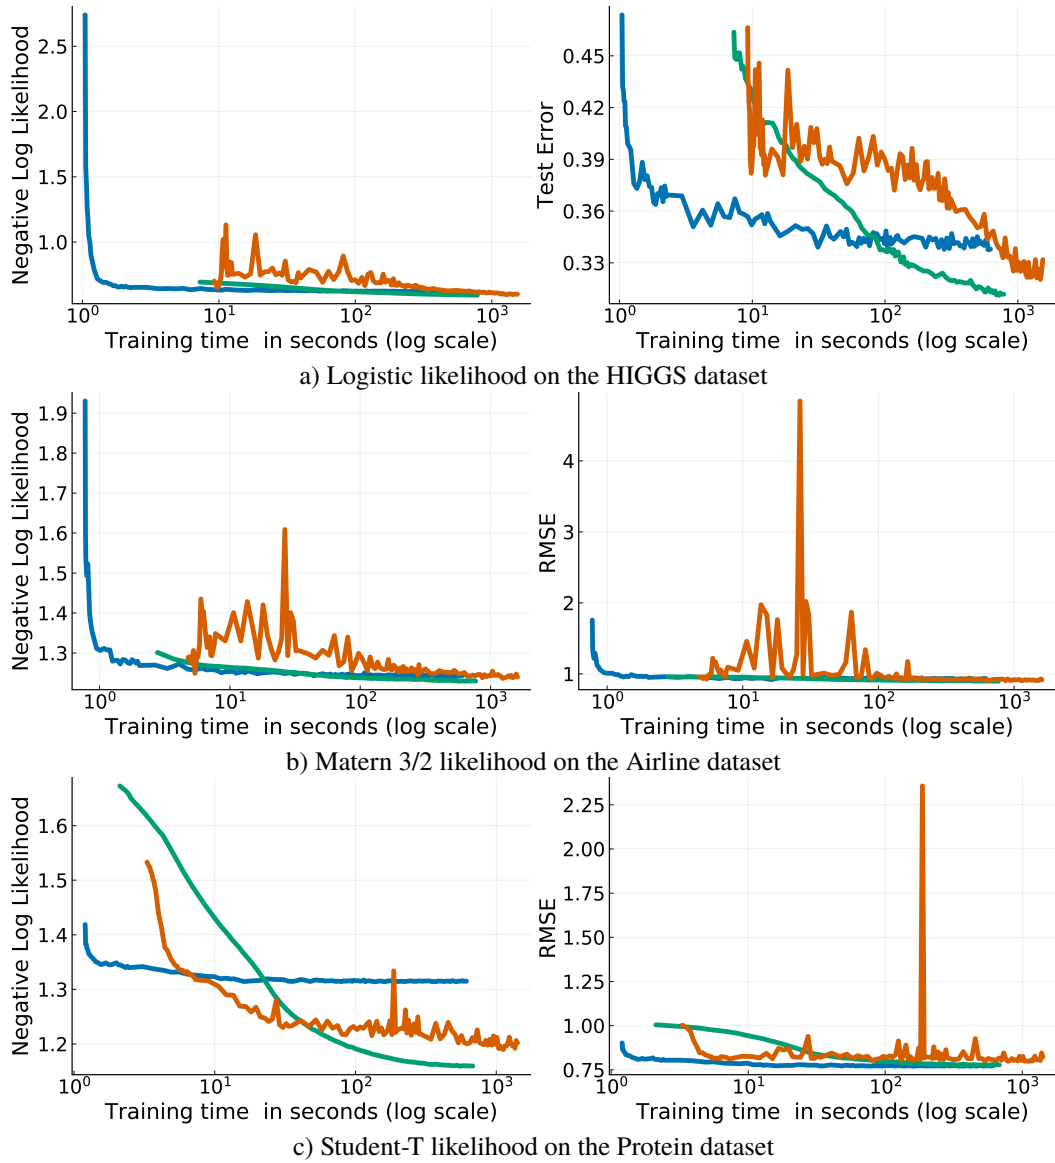 Negative Log Likelihood
2.5
2.0
1.5
1.0
10^0 10^1 10^2 10^3
Training time in seconds (log scale)
Test Error
0.45
0.42
0.39
0.36
0.33
10^0 10^1 10^2 10^3
Training time in seconds (log scale)
a) Logistic likelihood on the HIGGS dataset
Negative Log Likelihood
1.9
1.8
1.7
1.6
1.5
1.4
1.3
10^0 10^1 10^2 10^3
Training time in seconds (log scale)
RMSE
4
3
2
1
10^0 10^1 10^2 10^3
Training time in seconds (log scale)
b) Matern 3/2 likelihood on the Airline dataset
Negative Log Likelihood
1.6
1.5
1.4
1.3
1.2
10^0 10^1 10^2 10^3
Training time in seconds (log scale)
RMSE
2.25
2.00
1.75
1.50
1.25
1.00
0.75
10^0 10^1 10^2 10^3
Training time in seconds (log scale)
c) Student-T likelihood on the Protein dataset